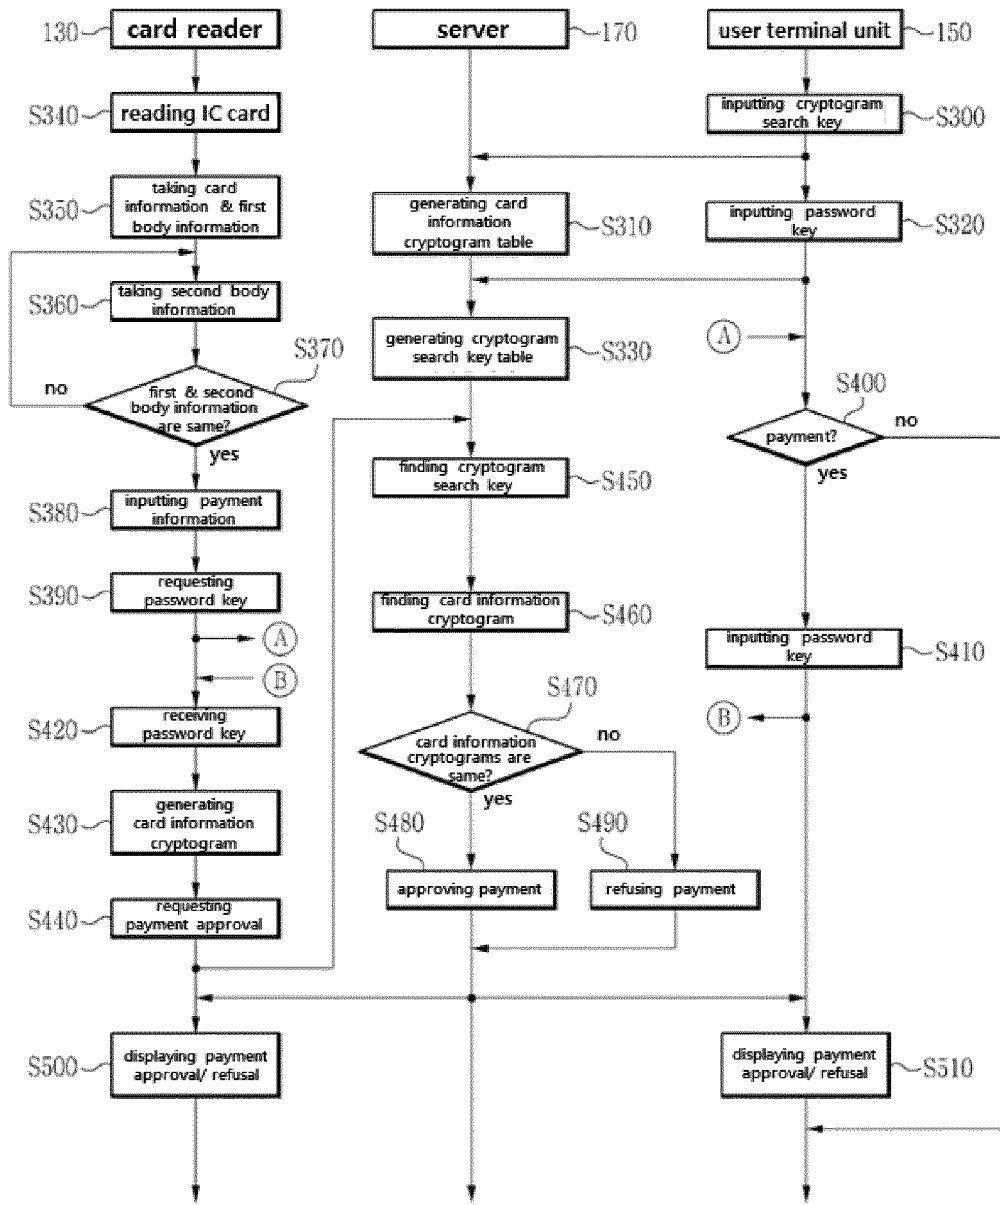 130
card reader
server
170
user terminal unit
150
S340
reading IC card
inputting cryptogram
search key
S300
S350
taking card
information & first
body information
generating card
information
cryptogram table
S310
inputting password
key
S320
S360
taking second body
information
generating cryptogram
search key table
S330
A
S370
first & second
body information
are same?
no
yes
S400
payment?
no
yes
finding cryptogram
search key
S450
S380
inputting payment
information
S390
requesting
password key
finding card information
cryptogram
S460
A
inputting password
key
S410
B
S420
receiving
password key
S470
card information
cryptograms are
same?
no
yes
B
S430
generating
card information
cryptogram
S480
approving payment
S490
refusing payment
S440
requesting
payment approval
S500
displaying payment
approval/ refusal
displaying payment
approval/ refusal
S510